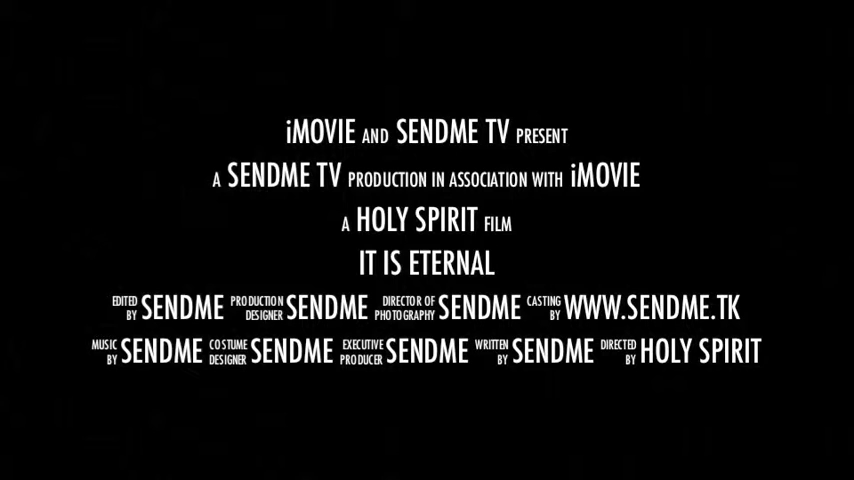 iMOVIE AND SENDME TV PRESENT
A SENDME TV PRODUCTION IN ASSOCIATION WITH iMOVIE
A HOLY SPIRIT FILM
IT IS ETERNAL
EDITED BY SENDME PRODUCTION DESIGNER SENDME DIRECTOR OF PHOTOGRAPHY SENDME CASTING BY WWW.SENDME.TK
MUSIC BY SENDME COSTUME DESIGNER SENDME EXECUTIVE PRODUCER SENDME WRITTEN BY SENDME DIRECTED BY HOLY SPIRIT